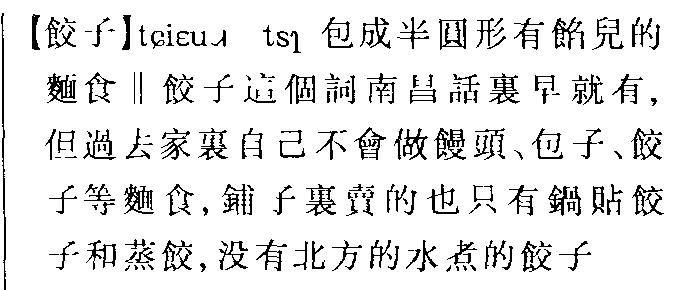 【餃子】tɕiɛu˩ tsɿ 包成半圓形有餡兒的
麵食‖餃子這個詞南昌話裏早就有，
但過去家裏自己不會做饅頭、包子、餃
子等麵食，鋪子裏賣的也只有鍋貼餃
子和蒸餃，没有北方的水煮的餃子